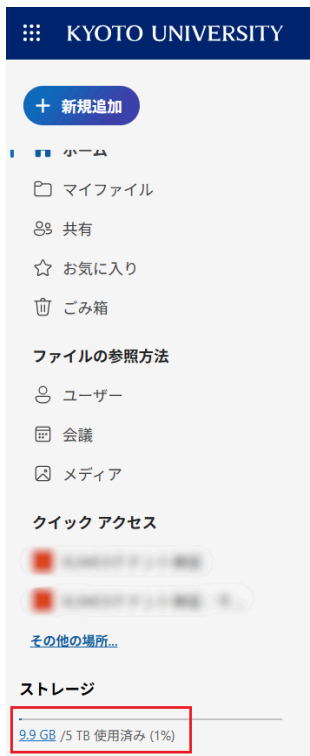 KYOTO UNIVERSITY
+ 新規追加
ホーム
マイファイル
共有
お気に入り
ごみ箱
ファイルの参照方法
ユーザー
会議
メディア
クイック アクセス
その他の場所...
ストレージ
9.9 GB /5 TB 使用済み (1%)